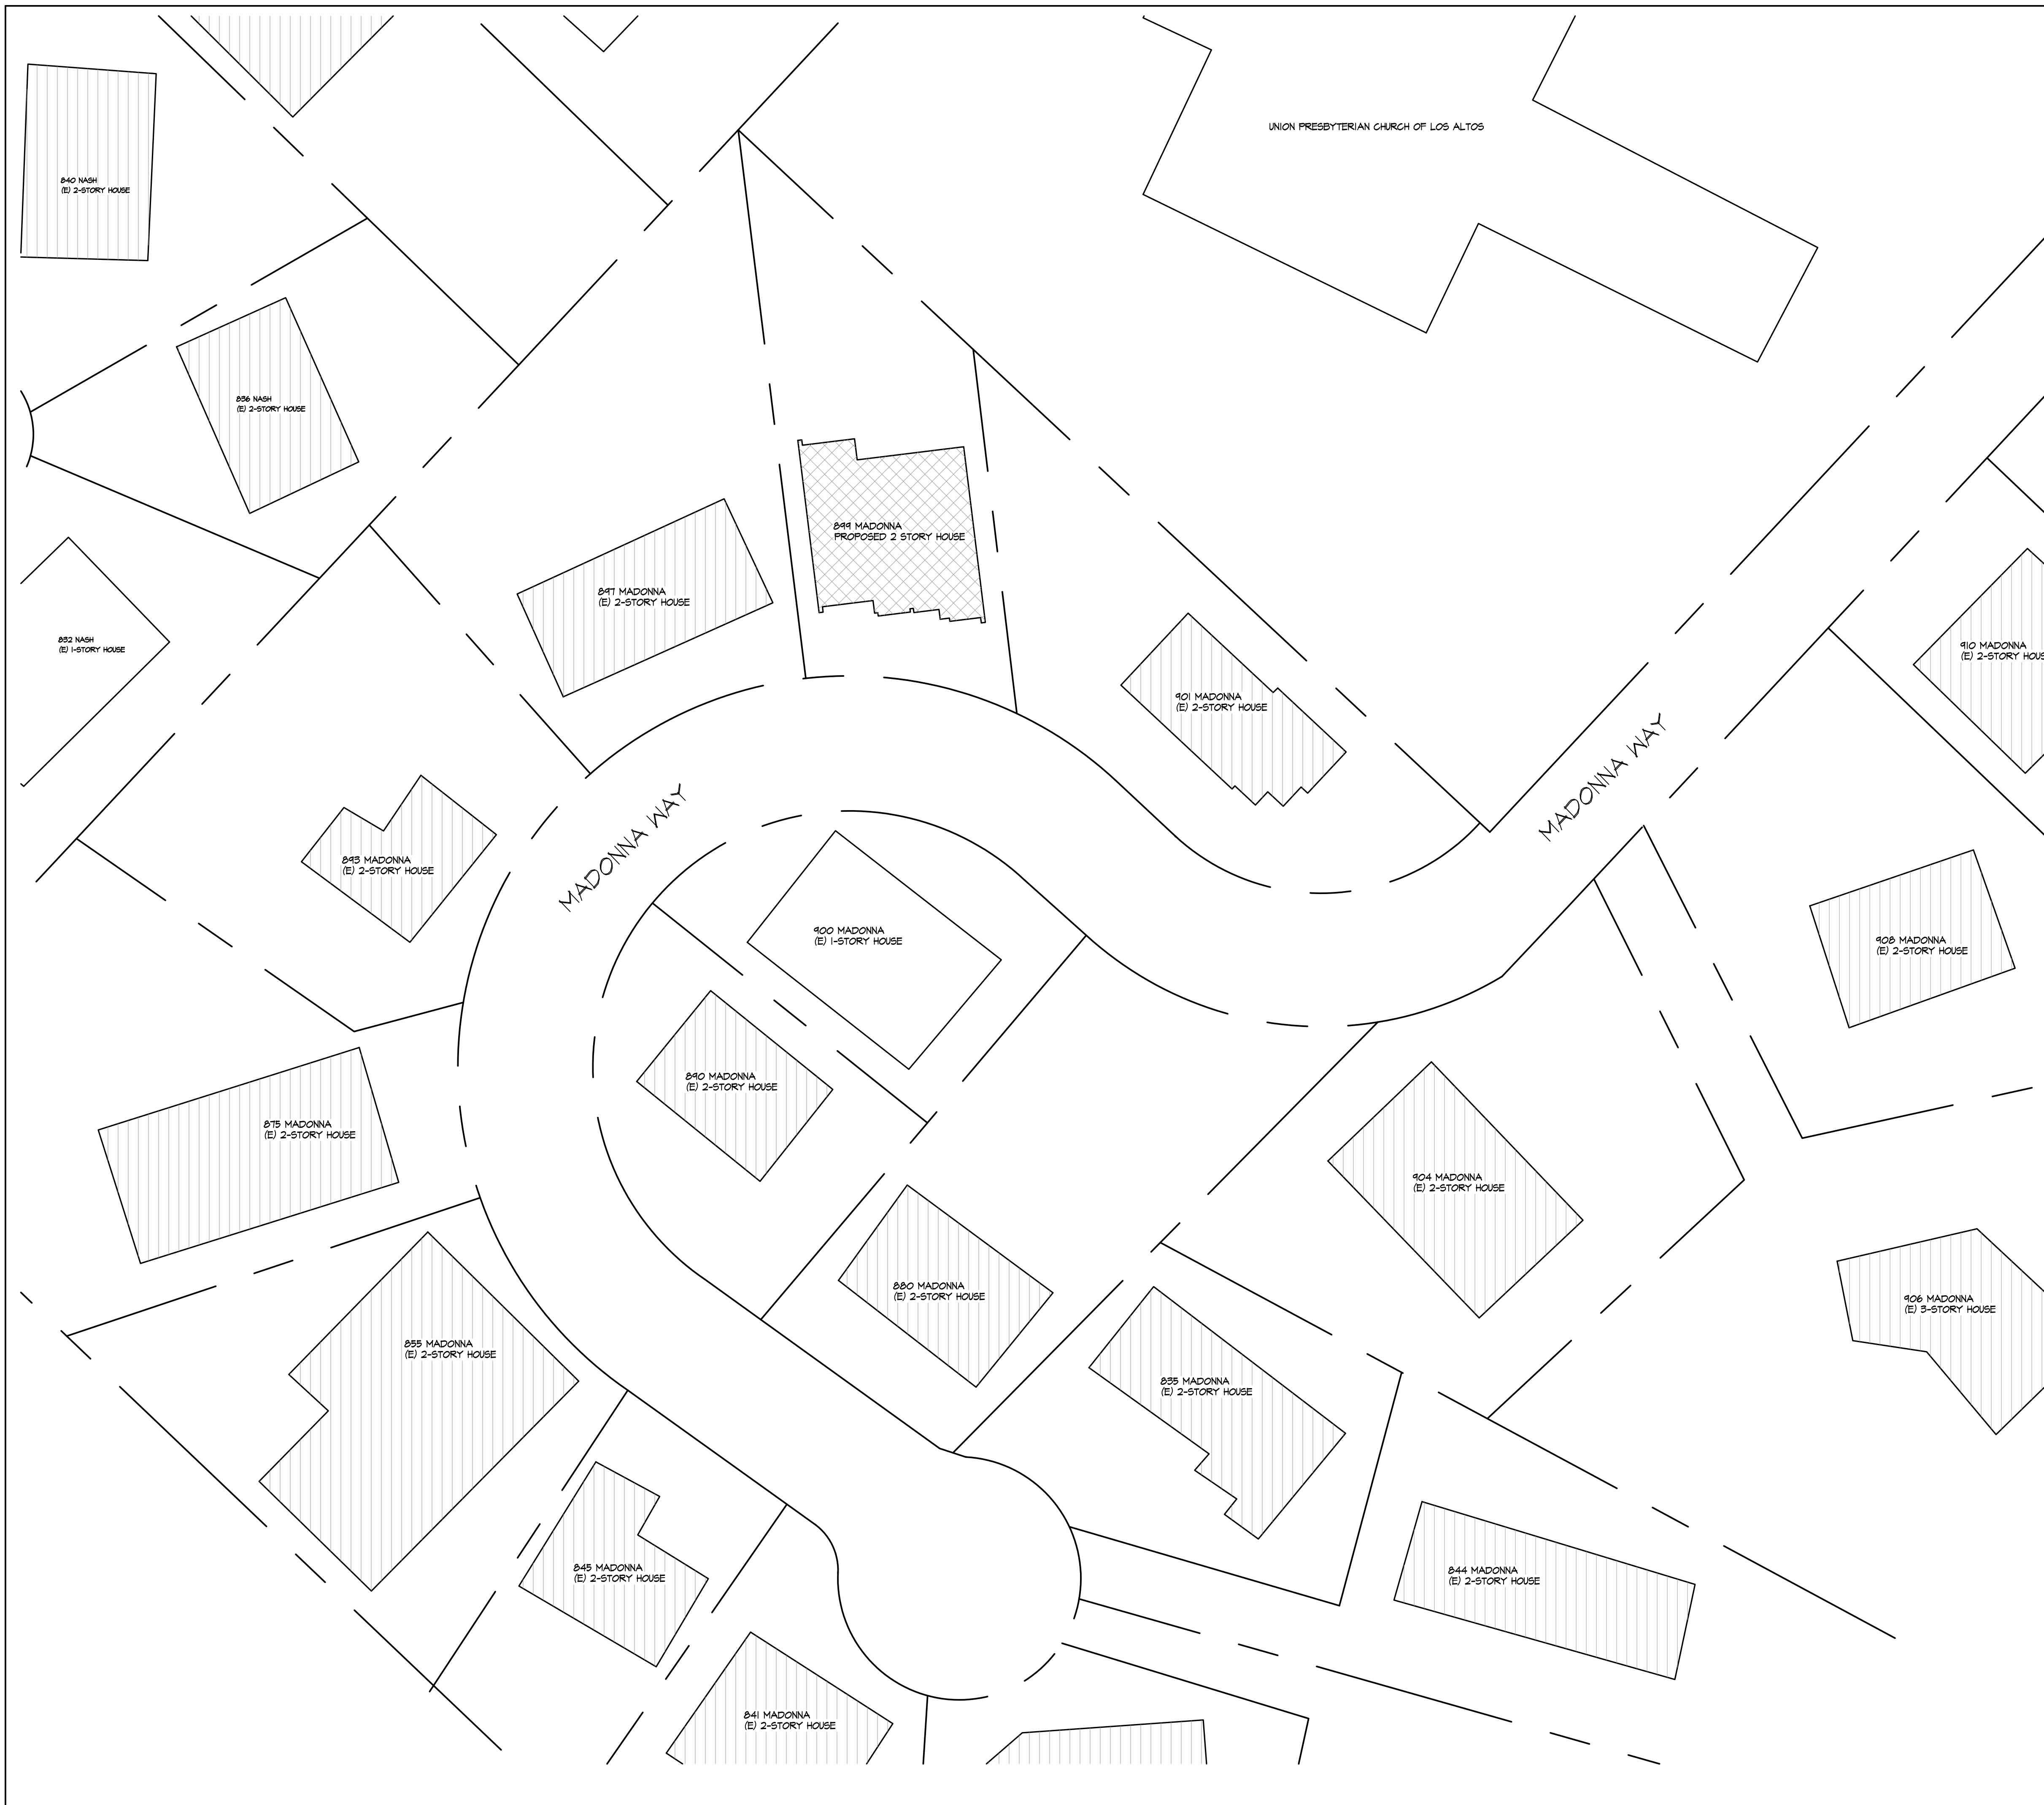 UNION PRESBYTERIAN CHURCH OF LOS ALTOS
840 NASH
(E) 2-STORY HOUSE
836 NASH
(E) 2-STORY HOUSE
899 MADONNA
PROPOSED 2 STORY HOUSE
897 MADONNA
(E) 2-STORY HOUSE
832 NASH
(E) 1-STORY HOUSE
910 MADONNA
(E) 2-STORY HOUS
901 MADONNA
(E) 2-STORY HOUSE
MADONNA WAY
MADONNA WAY
893 MADONNA
(E) 2-STORY HOUSE
900 MADONNA
(E) 1-STORY HOUSE
908 MADONNA
(E) 2-STORY HOUSE
890 MADONNA
(E) 2-STORY HOUSE
875 MADONNA
(E) 2-STORY HOUSE
904 MADONNA
(E) 2-STORY HOUSE
880 MADONNA
(E) 2-STORY HOUSE
906 MADONNA
(E) 3-STORY HOUSE
855 MADONNA
(E) 2-STORY HOUSE
835 MADONNA
(E) 2-STORY HOUSE
845 MADONNA
(E) 2-STORY HOUSE
844 MADONNA
(E) 2-STORY HOUSE
841 MADONNA
(E) 2-STORY HOUSE